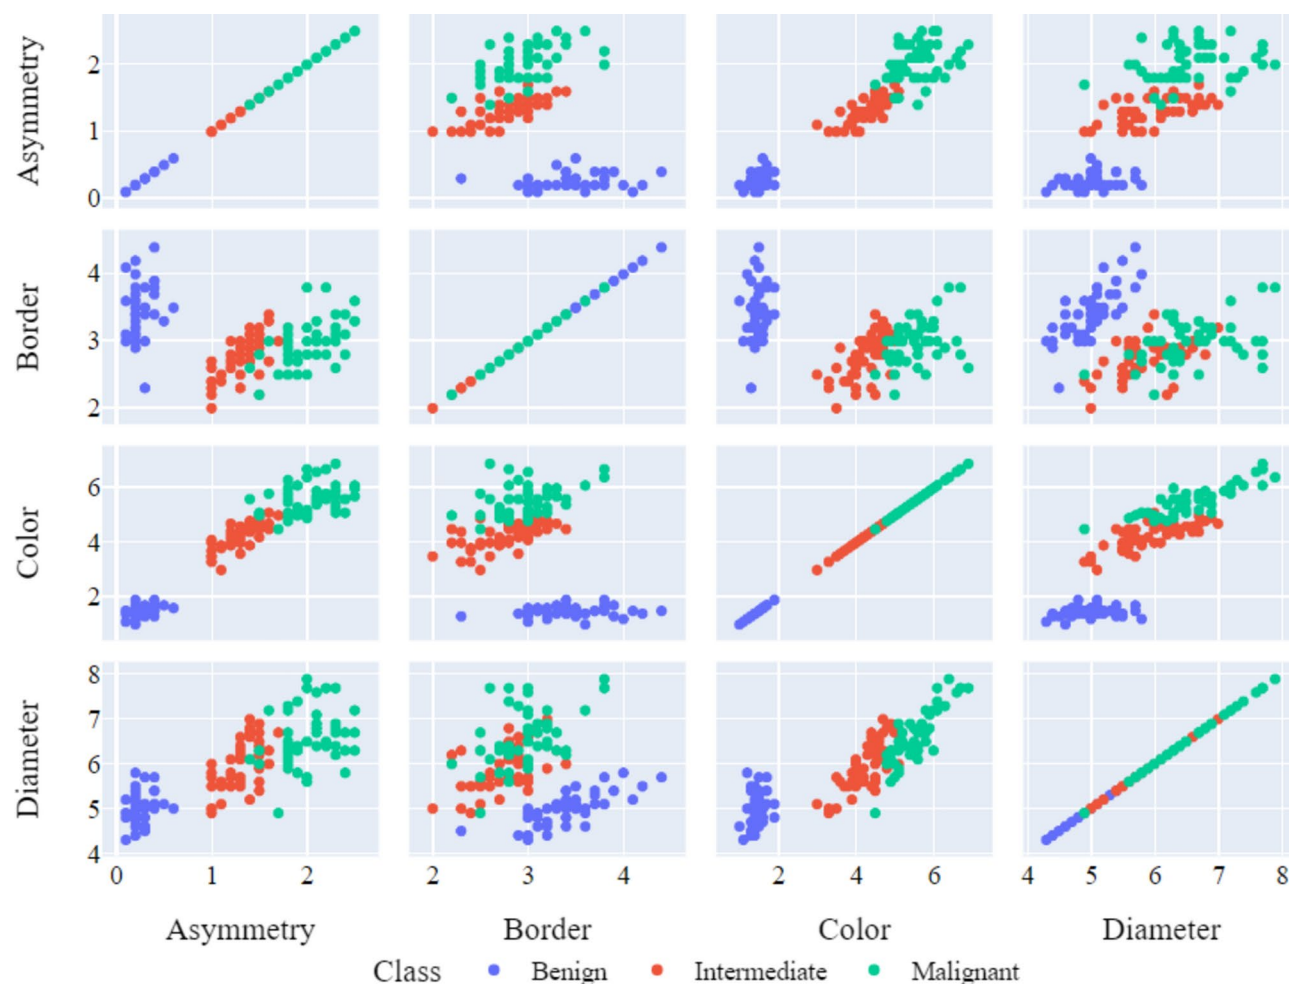 Asymmetry
2
1
0
Border
4
3
2
Color
6
4
2
Diameter
8
7
6
5
4
0 1 2 2 3 4 2 4 6 4 5 6 7 8
Asymmetry Border Color Diameter
Class Benign Intermediate Malignant